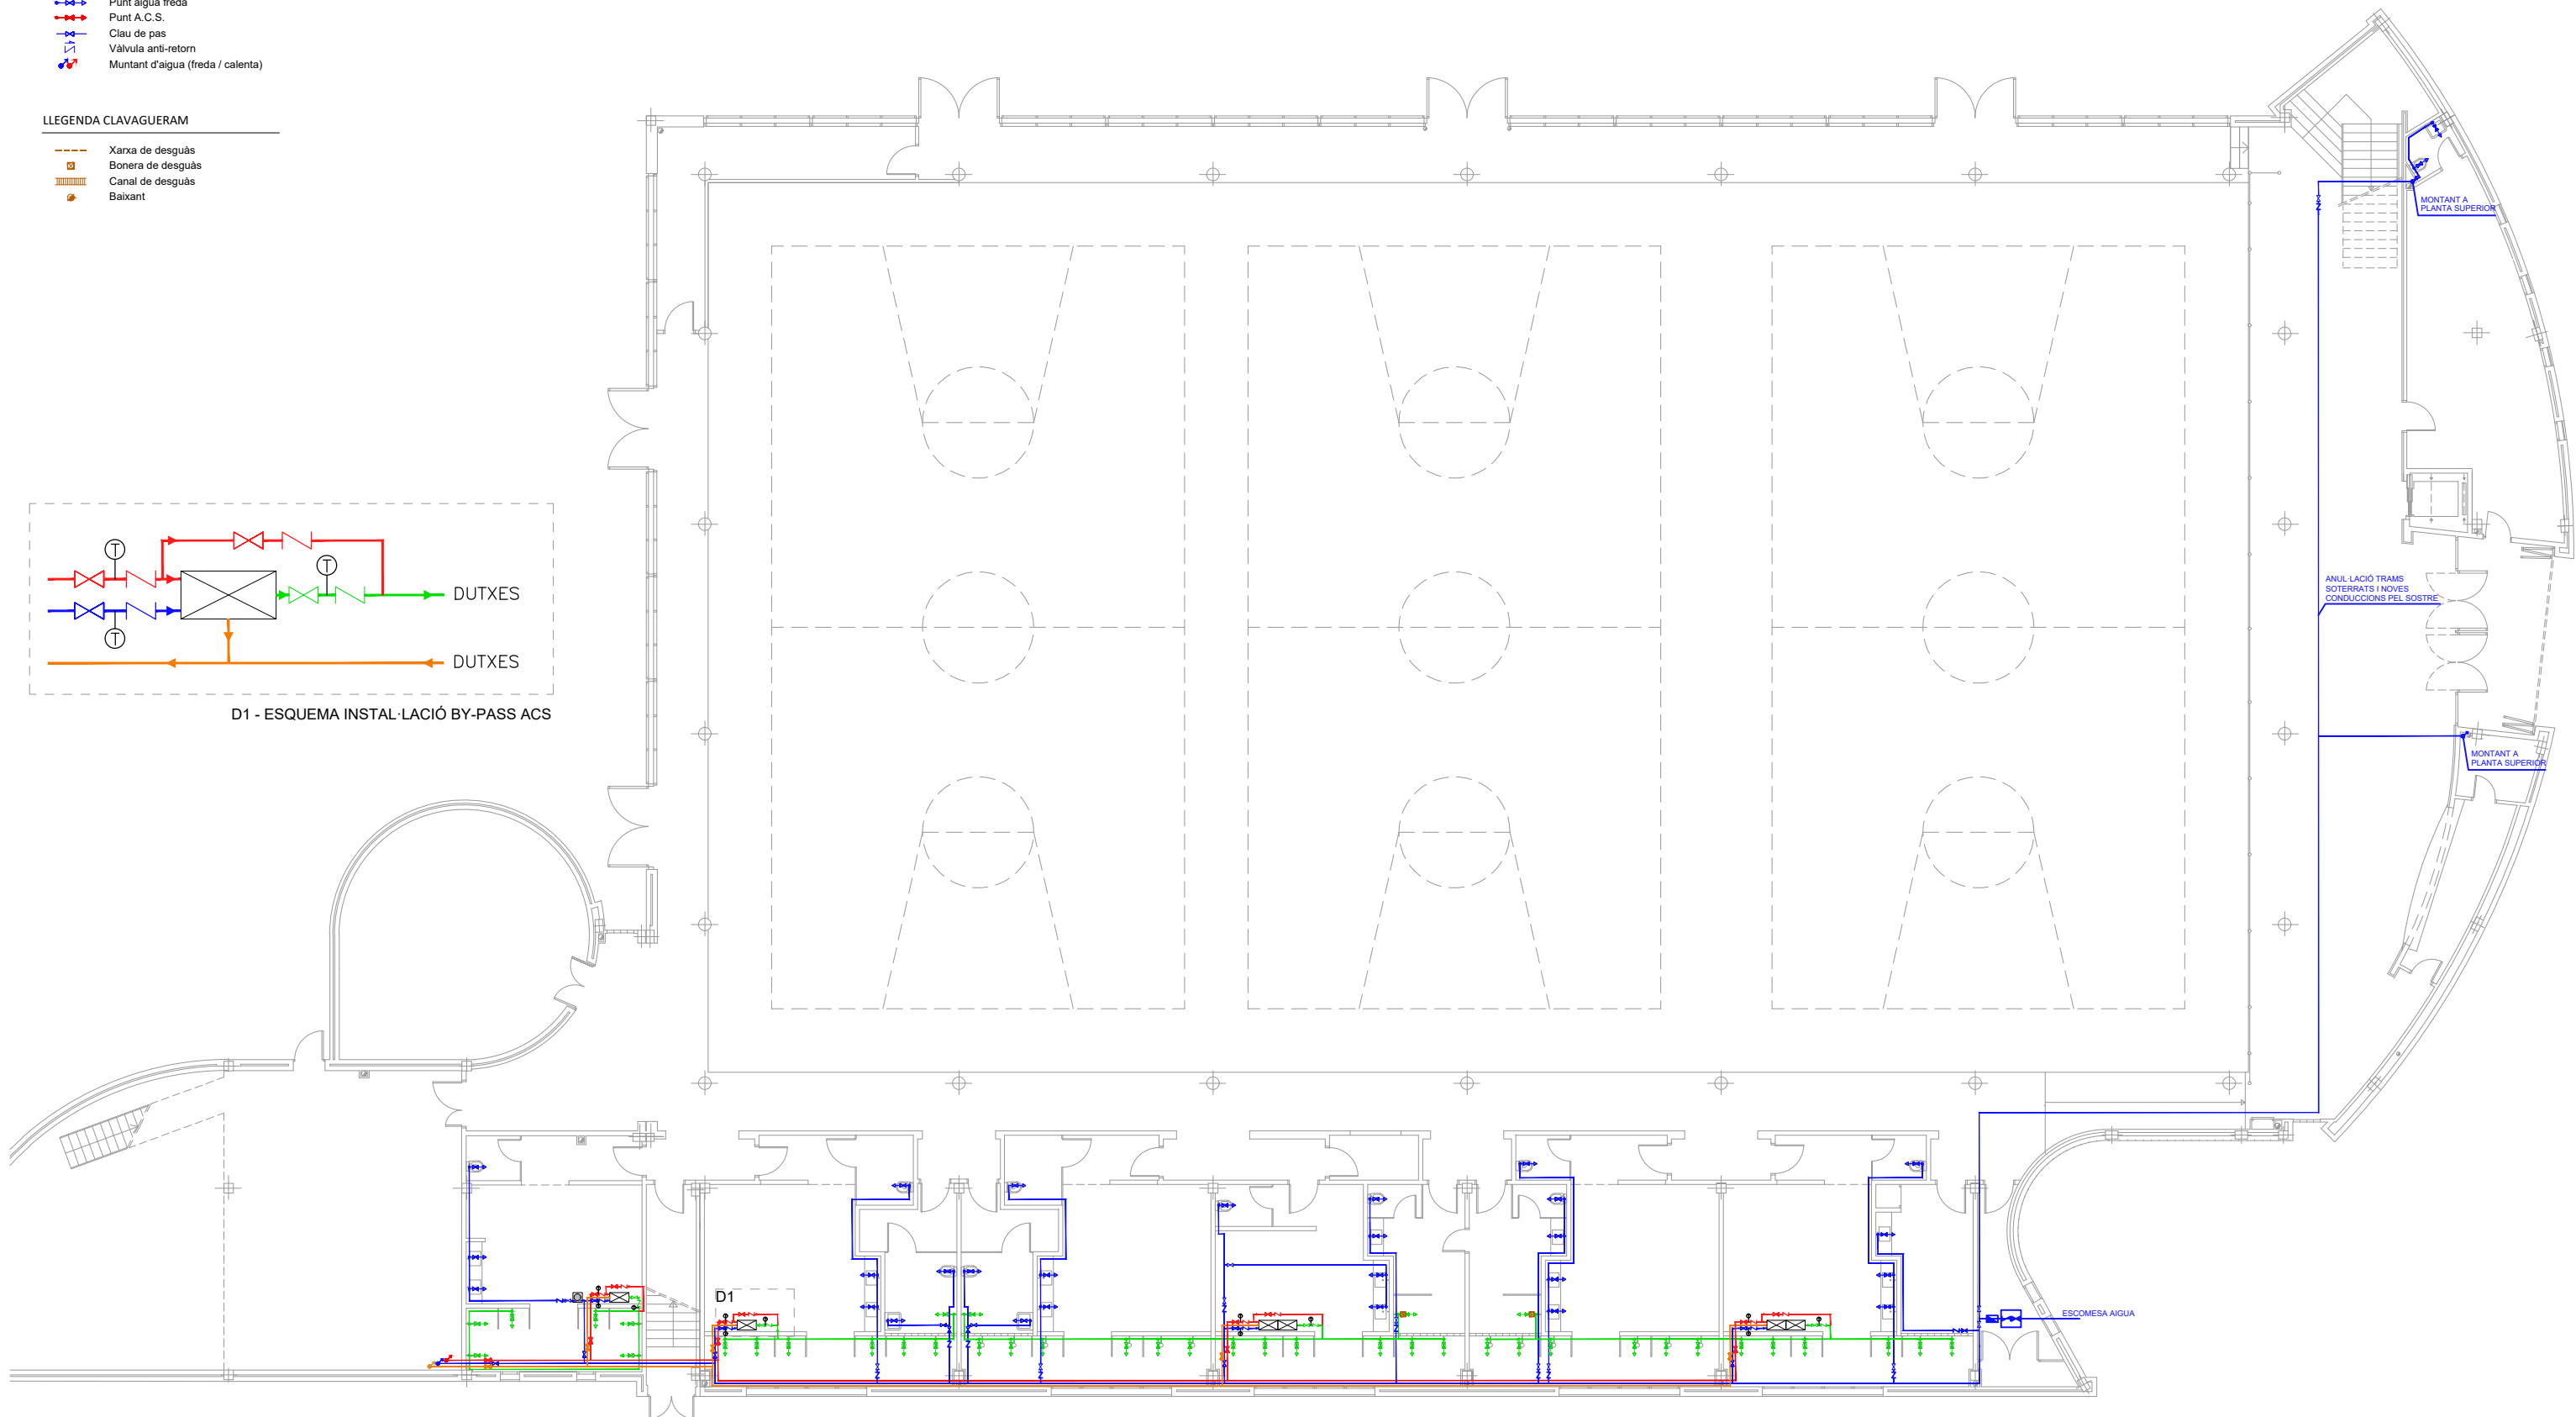 Punt aigua freda
Punt A.C.S.
Clau de pas
Vàlvula anti-retorn
Muntant d'aigua (freda / calenta)
LLEGENDA CLAVAGUERAM
Xarxa de desguàs
Bonera de desguàs
Canal de desguàs
Baixant
MONTANT A
PLANTA SUPERIOR
T
T
DUTXES
T
DUTXES
D1 - ESQUEMA INSTAL·LACIÓ BY-PASS ACS
ANUL·LACIÓ TRAMS
SOTERRATS I NOVES
CONDUCCIONS PEL SOSTRE
MONTANT A
PLANTA SUPERIOR
D1
ESCOMESA AIGUA